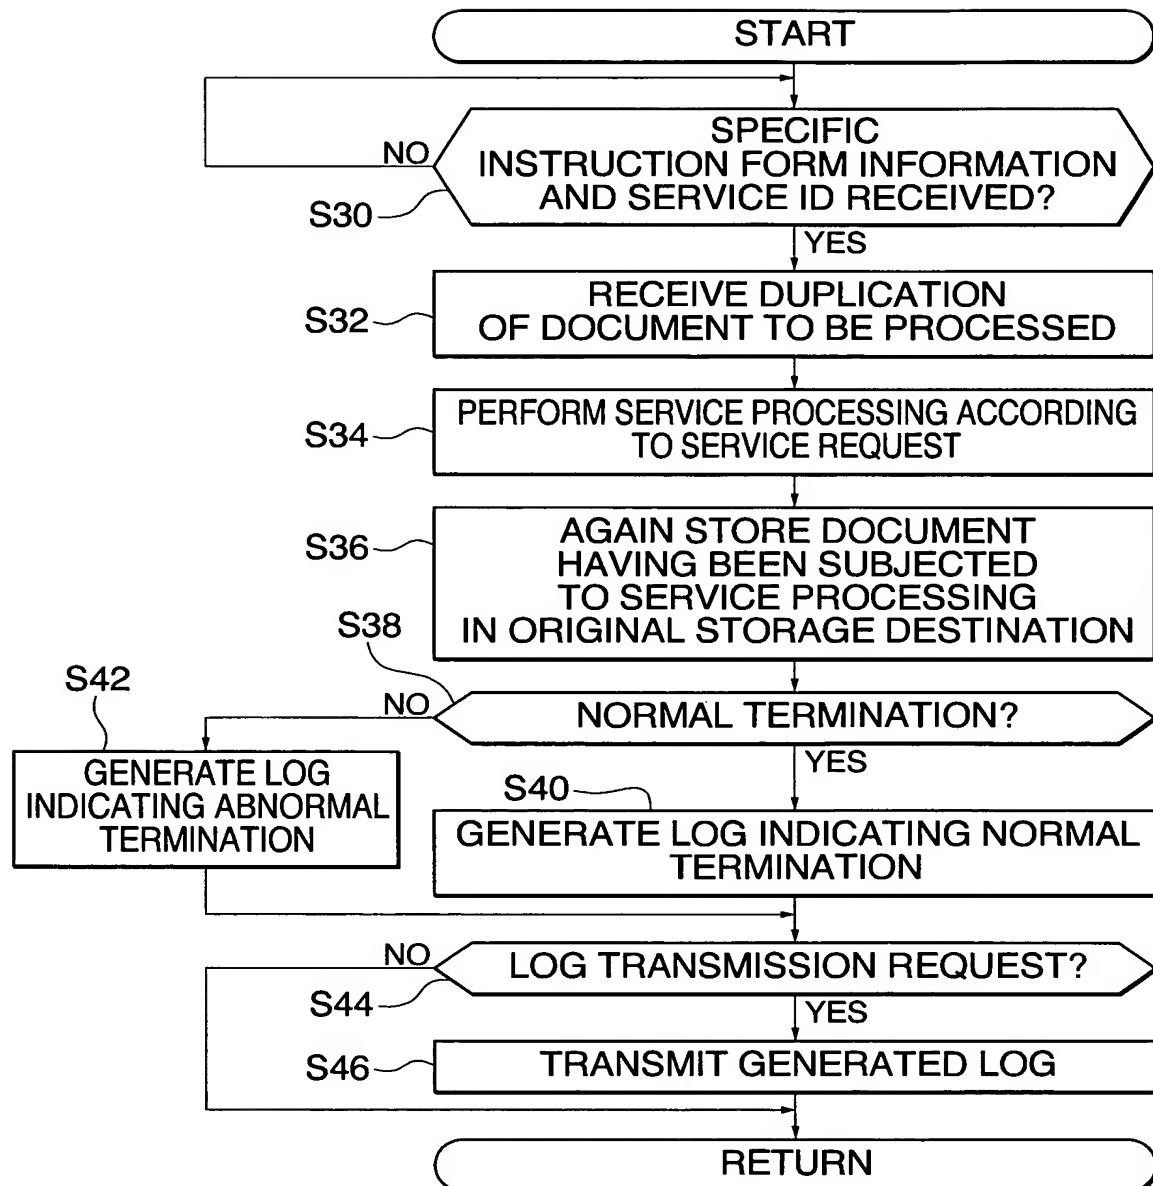 START
SPECIFIC
INSTRUCTION FORM INFORMATION
AND SERVICE ID RECEIVED?
NO
S30
YES
RECEIVE DUPLICATION
OF DOCUMENT TO BE PROCESSED
S32
PERFORM SERVICE PROCESSING ACCORDING
TO SERVICE REQUEST
S34
AGAIN STORE DOCUMENT
HAVING BEEN SUBJECTED
TO SERVICE PROCESSING
IN ORIGINAL STORAGE DESTINATION
S36
S38
NORMAL TERMINATION?
NO
YES
S42
GENERATE LOG
INDICATING ABNORMAL
TERMINATION
S40
GENERATE LOG INDICATING NORMAL
TERMINATION
LOG TRANSMISSION REQUEST?
NO
S44
YES
TRANSMIT GENERATED LOG
S46
RETURN